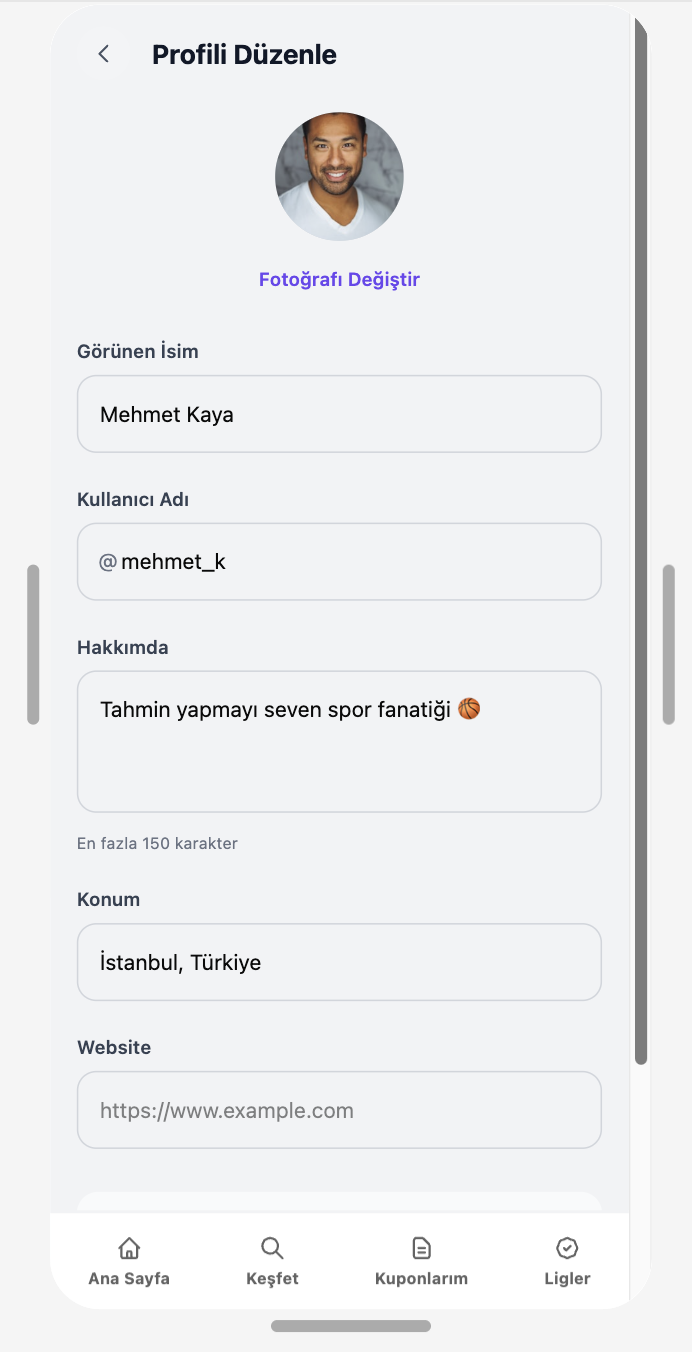 Profili Düzenle
Fotoğrafı Değiştir
Görünen İsim
Mehmet Kaya
Kullanıcı Adı
@mehmet_k
Hakkımda
Tahmin yapmayı seven spor fanatiği 🏀
En fazla 150 karakter
Konum
İstanbul, Türkiye
Website
https://www.example.com
Ana Sayfa Keşfet Kuponlarım Ligler